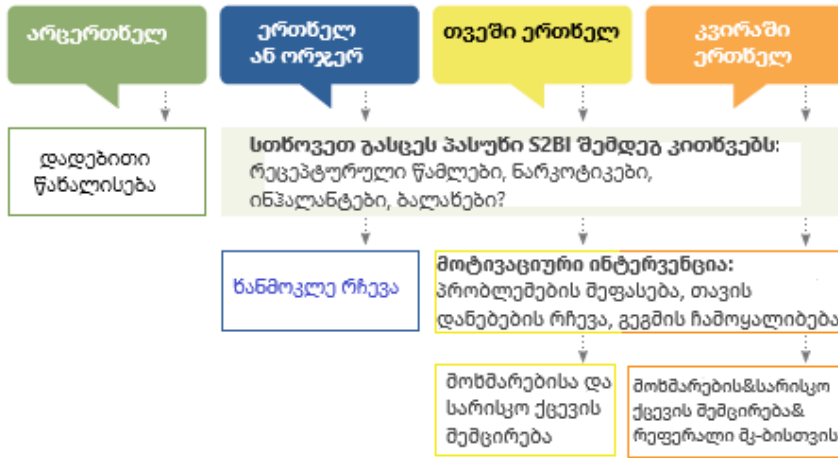 არცერთხელ
ერთხელ
ან ორჯერ
თვეში ერთხელ
კვირაში
ერთხელ
დადებითი
წახალისება
სთხოვეთ გასცეს პასუხი S2BI შემდეგ კითხვებს:
რეცეპტურული წამლები, ნარკოტიკები,
ინჰალანტები, ბალახები?
ხანმოკლე რჩევა
მოტივაციური ინტერვენცია:
პრობლემების შეფასება, თავის
დანებების რჩევა, გეგმის ჩამოყალიბება
მოხმარებისა და
სარისკო ქცევის
შემცირება
მოხმარების&სარისკო
ქცევის შემცირება&
რეფერალი მკ-ბისთვის